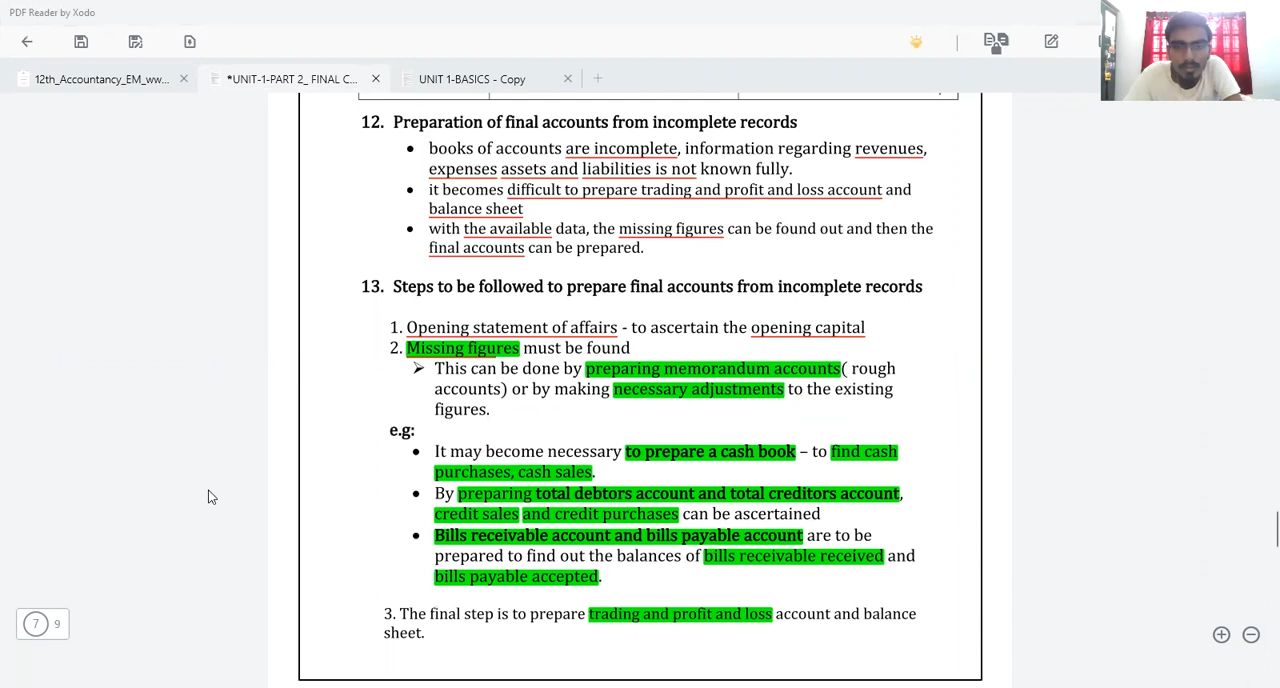 PDF Reader by Xodo
12th_Accountancy_EM_ww...
*UNIT-1-PART 2_ FINAL C...
UNIT 1-BASICS - Copy
12. Preparation of final accounts from incomplete records
• books of accounts are incomplete, information regarding revenues,
expenses assets and liabilities is not known fully.
• it becomes difficult to prepare trading and profit and loss account and
balance sheet
• with the available data, the missing figures can be found out and then the
final accounts can be prepared.
13. Steps to be followed to prepare final accounts from incomplete records
1. Opening statement of affairs - to ascertain the opening capital
2. Missing figures must be found
➢ This can be done by preparing memorandum accounts( rough
accounts) or by making necessary adjustments to the existing
figures.
e.g:
• It may become necessary to prepare a cash book – to find cash
purchases, cash sales.
• By preparing total debtors account and total creditors account,
credit sales and credit purchases can be ascertained
• Bills receivable account and bills payable account are to be
prepared to find out the balances of bills receivable received and
bills payable accepted.
3. The final step is to prepare trading and profit and loss account and balance
sheet.
7 9